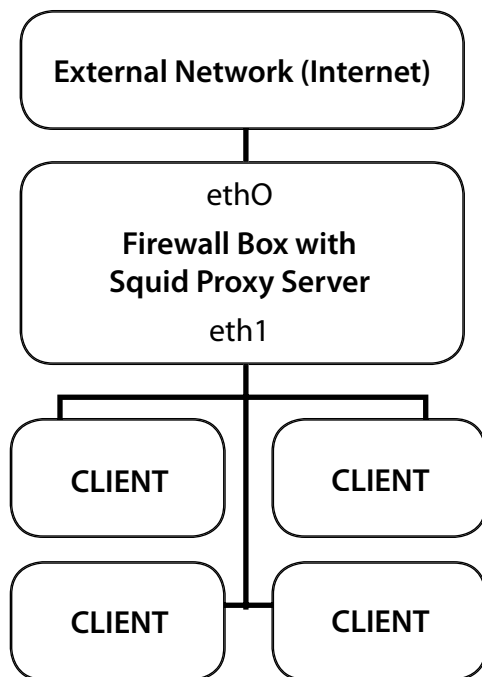 External Network (Internet)
ethO
Firewall Box with
Squid Proxy Server
eth1
CLIENT
CLIENT
CLIENT
CLIENT